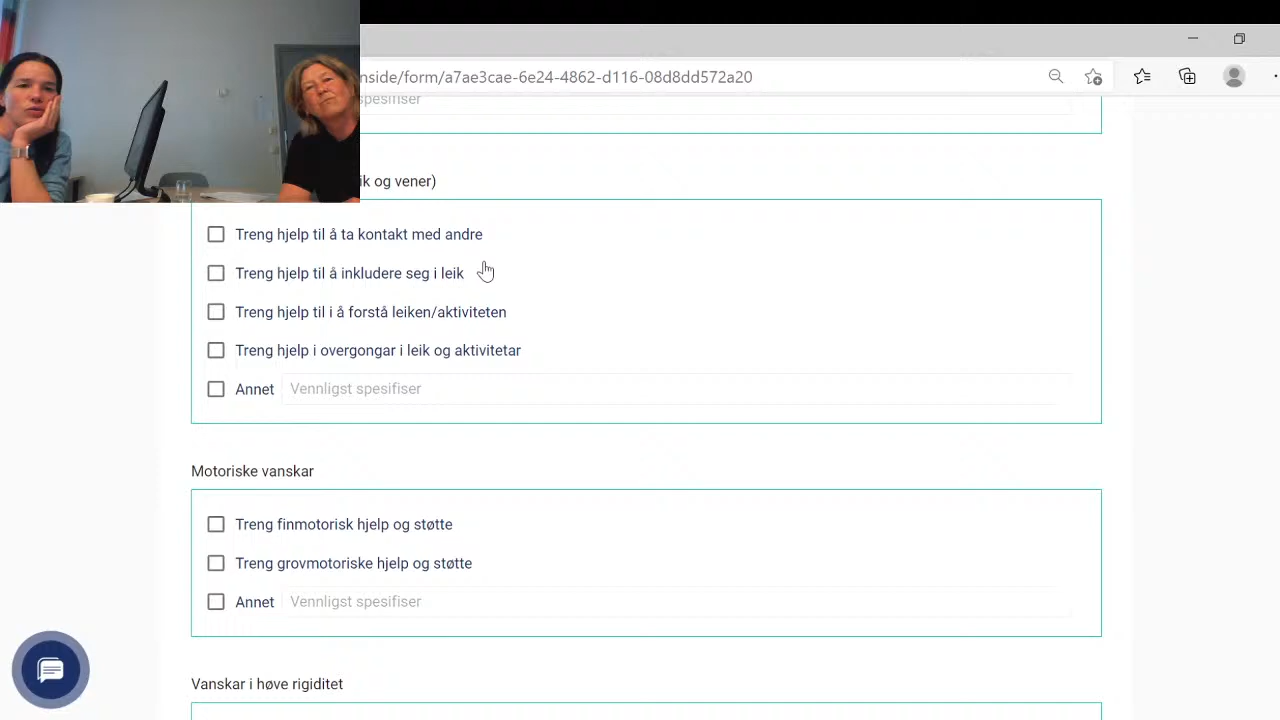 nside/form/a7ae3cae-6e24-4862-d116-08d8dd572a20
spesifiser
ik og vener)
Treng hjelp til å ta kontakt med andre
Treng hjelp til å inkludere seg i leik
Treng hjelp til i å forstå leiken/aktiviteten
Treng hjelp i overgongar i leik og aktivitetar
Annet Vennligst spesifiser
Motoriske vanskar
Treng finmotorisk hjelp og støtte
Treng grovmotoriske hjelp og støtte
Annet Vennligst spesifiser
Vanskar i høve rigiditet